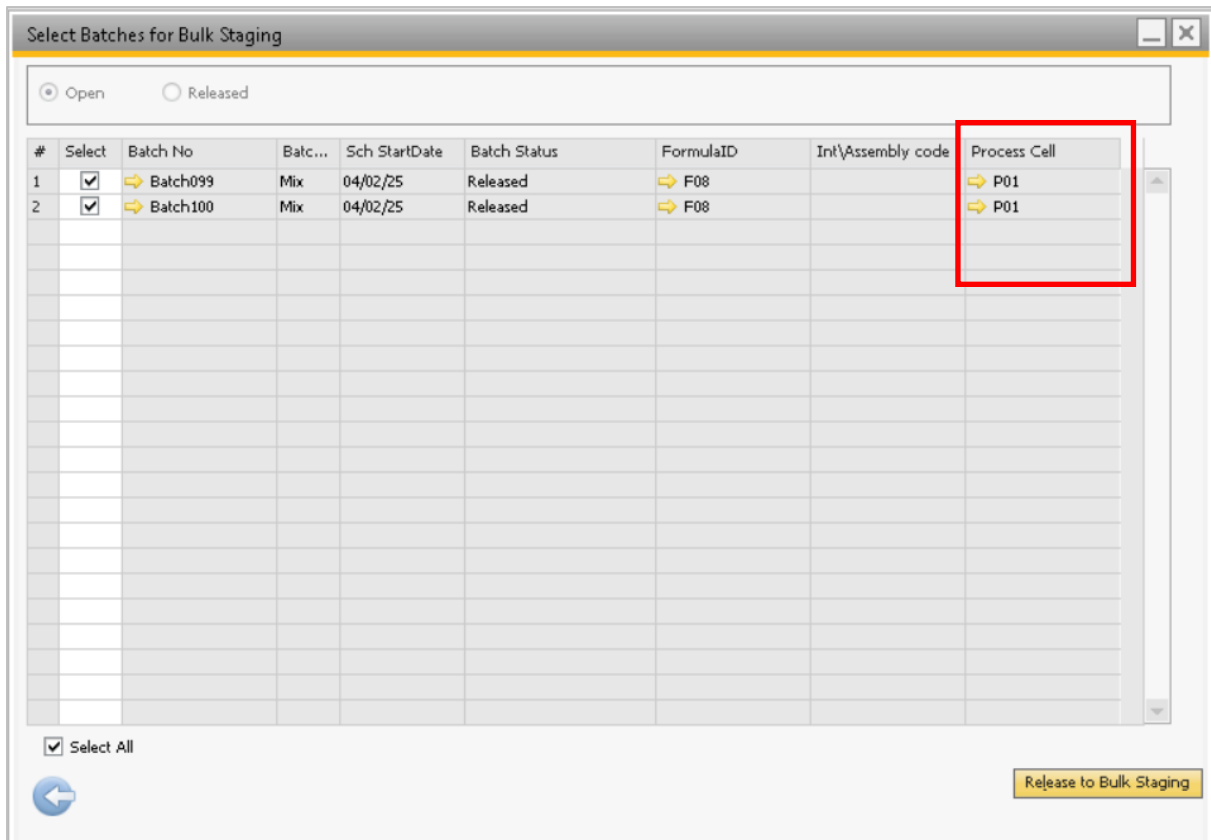 Select Batches for Bulk Staging
Open Released
# Select Batch No Batc... Sch StartDate Batch Status FormulaID Int\Assembly code Process Cell
1 Batch099 Mix 04/02/25 Released F08 P01
2 Batch100 Mix 04/02/25 Released F08 P01
Select All
Release to Bulk Staging